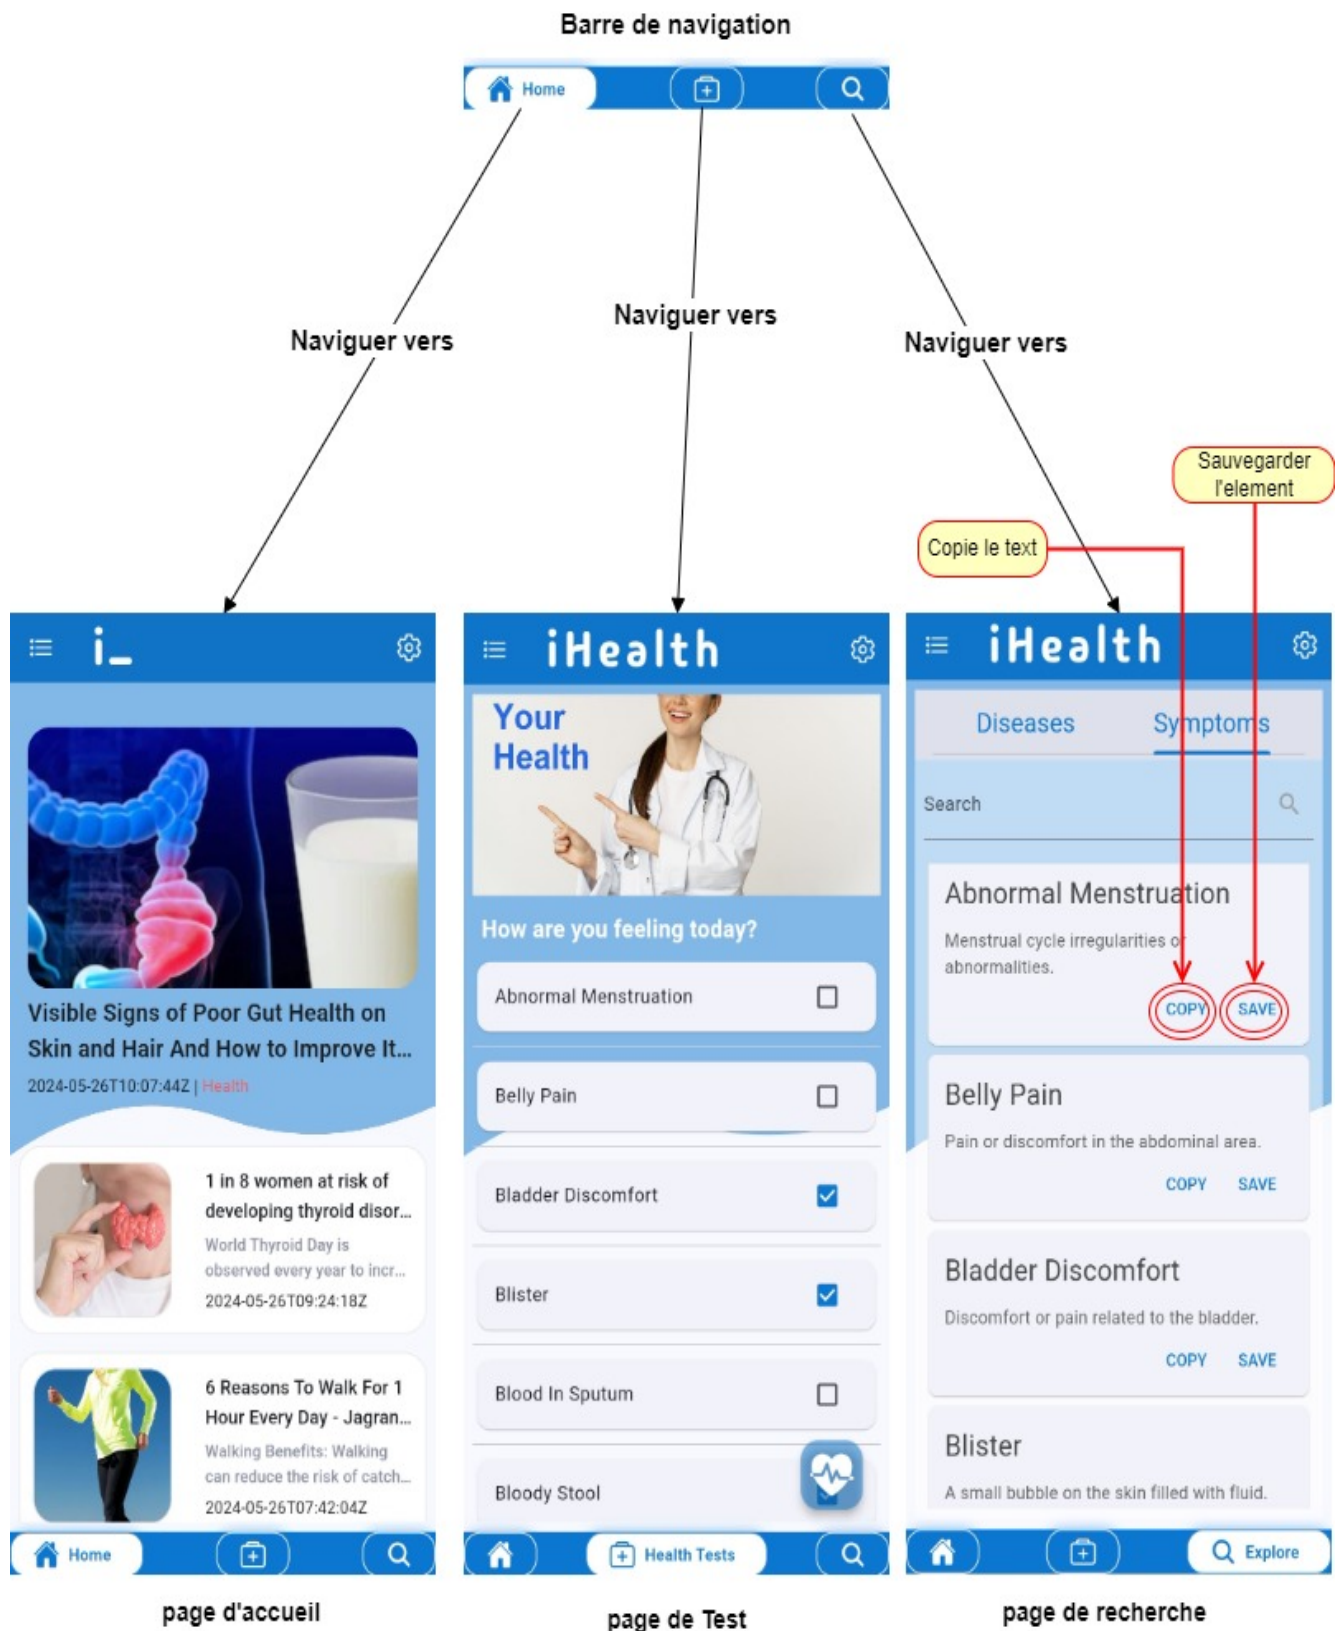 Barre de navigation
Home
Naviguer vers
Naviguer vers
Naviguer vers
Sauvegarder
l'element
Copie le text
i_
Visible Signs of Poor Gut Health on
Skin and Hair And How to Improve It...
2024-05-26T10:07:44Z | Health
1 in 8 women at risk of
developing thyroid disor...
World Thyroid Day is
observed every year to incr...
2024-05-26T09:24:18Z
6 Reasons To Walk For 1
Hour Every Day - Jagran...
Walking Benefits: Walking
can reduce the risk of catch...
2024-05-26T07:42:04Z
Home
page d'accueil
iHealth
Your
Health
How are you feeling today?
Abnormal Menstruation
Belly Pain
Bladder Discomfort
Blister
Blood In Sputum
Bloody Stool
Health Tests
page de Test
iHealth
Diseases Symptoms
Search
Abnormal Menstruation
Menstrual cycle irregularities or
abnormalities.
COPY SAVE
Belly Pain
Pain or discomfort in the abdominal area.
COPY SAVE
Bladder Discomfort
Discomfort or pain related to the bladder.
COPY SAVE
Blister
A small bubble on the skin filled with fluid.
Explore
page de recherche